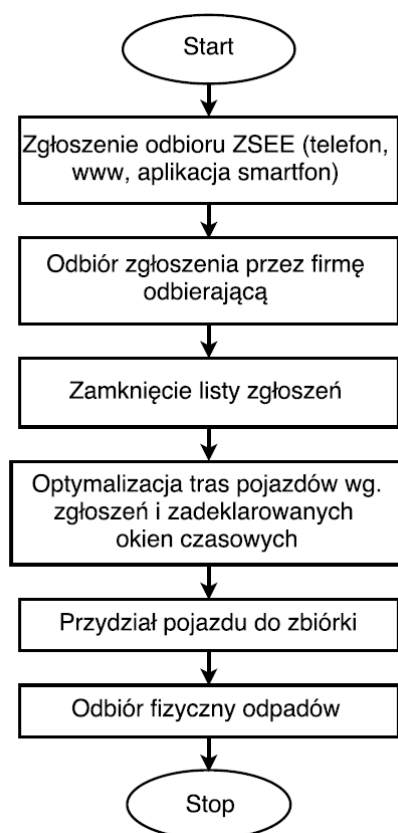 Start
Zgłoszenie odbioru ZSEE (telefon,
www, aplikacja smartfon)
Odbiór zgłoszenia przez firmę
odbierającą
Zamknięcie listy zgłoszeń
Optymalizacja tras pojazdów wg.
zgłoszeń i zadeklarowanych
okien czasowych
Przydział pojazdu do zbiórki
Odbiór fizyczny odpadów
Stop